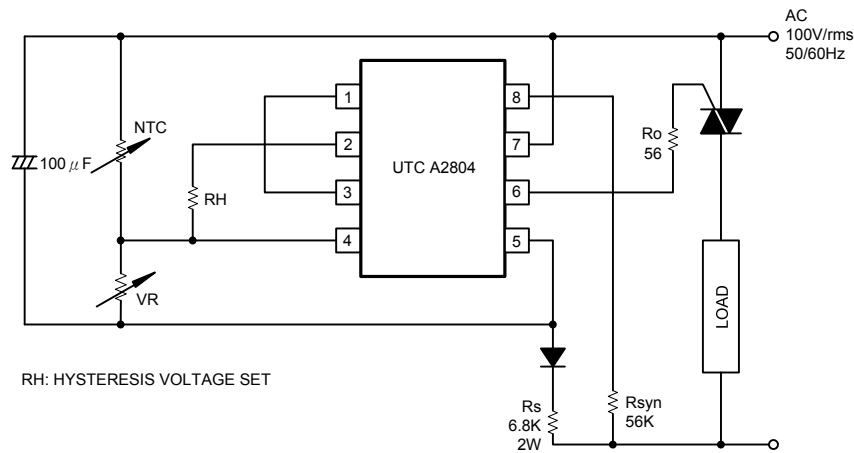 AC
100V/rms
50/60Hz
1
8
NTC
Ro
56
2
7
100μF
UTC A2804
RH
3
6
4
5
VR
LOAD
RH: HYSTERESIS VOLTAGE SET
Rs
6.8K
2W
Rsyn
56K